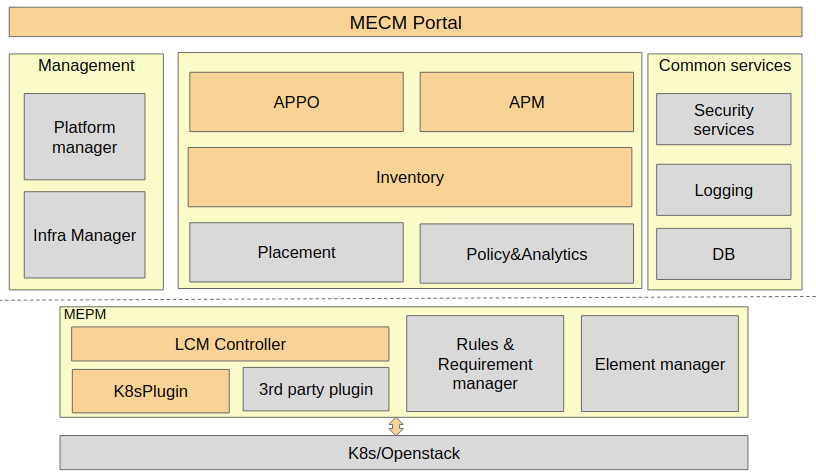 MECM Portal
Management
Platform
manager
Infra Manager
APPO
APM
Inventory
Placement
Policy&Analytics
Common services
Security
services
Logging
DB
MEPM
LCM Controller
K8sPlugin
3rd party plugin
Rules &
Requirement
manager
Element manager
K8s/Openstack